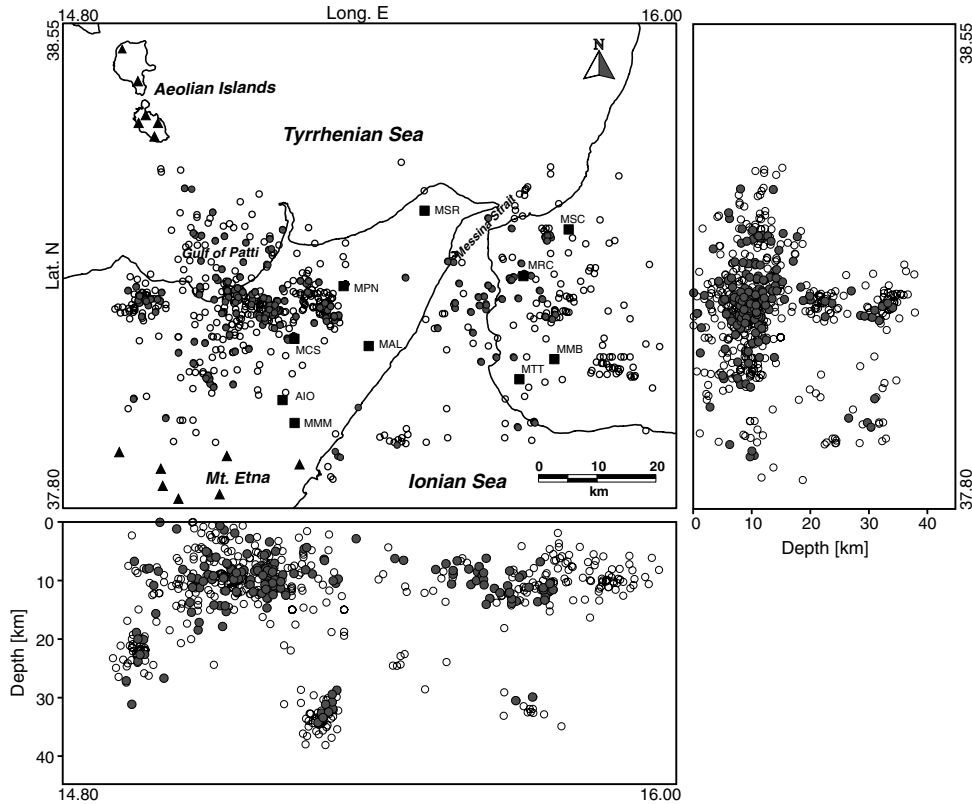 14.80 Long. E 16.00
38.55 38.55
N
Aeolian Islands
Tyrrhenian Sea
MSR
MSC
Messina Strait
Lat. N
Gulf of Patti
MRC
MPN
MCS
MAL
MMB
MTT
AIO
MMM
0 10 20
km
Mt. Etna
Ionian Sea
37.80 37.80
0 10 20 30 40
Depth [km]
0
10
20
30
40
Depth [km]
14.80 16.00